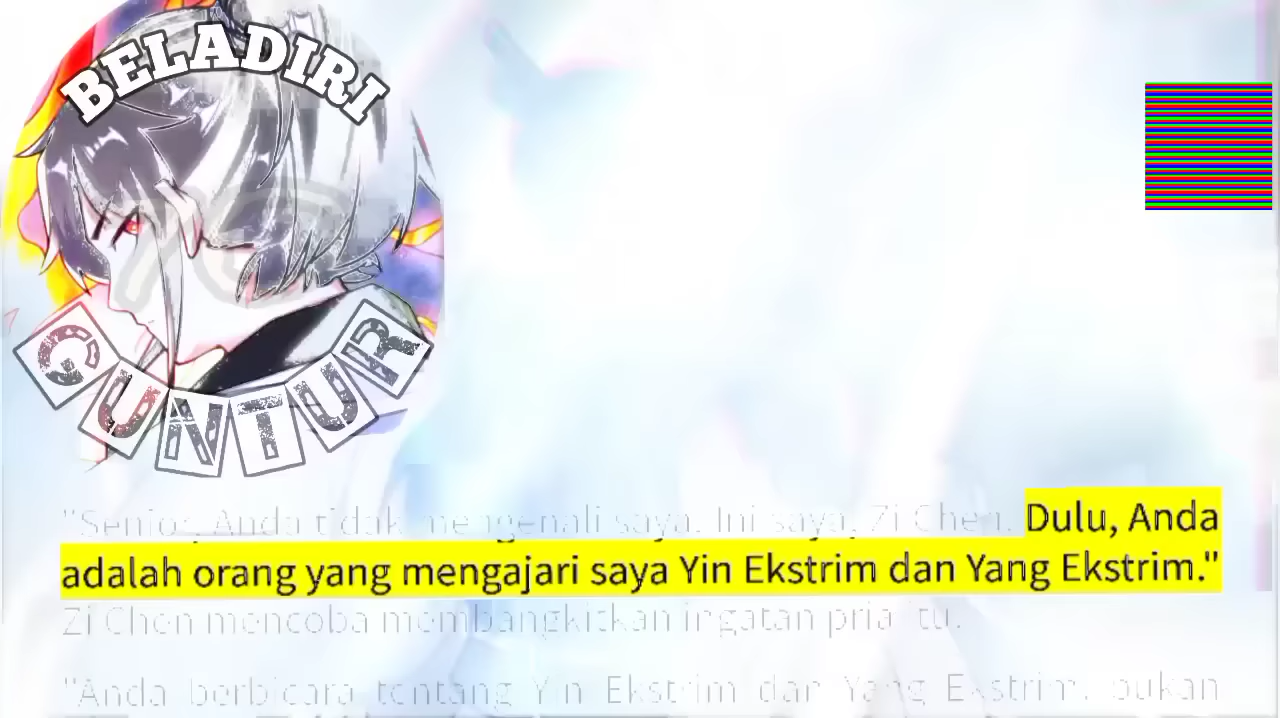 BELADIRI
GUNTUR
"Senior, Anda tidak mengenali saya. Ini saya, Zi Chen. Dulu, Anda
adalah orang yang mengajari saya Yin Ekstrim dan Yang Ekstrim."
Zi Chen mencoba membangkitkan ingatan pria itu.
"Anda berbicara tentang Yin Ekstrim dan Yang Ekstrim, bukan